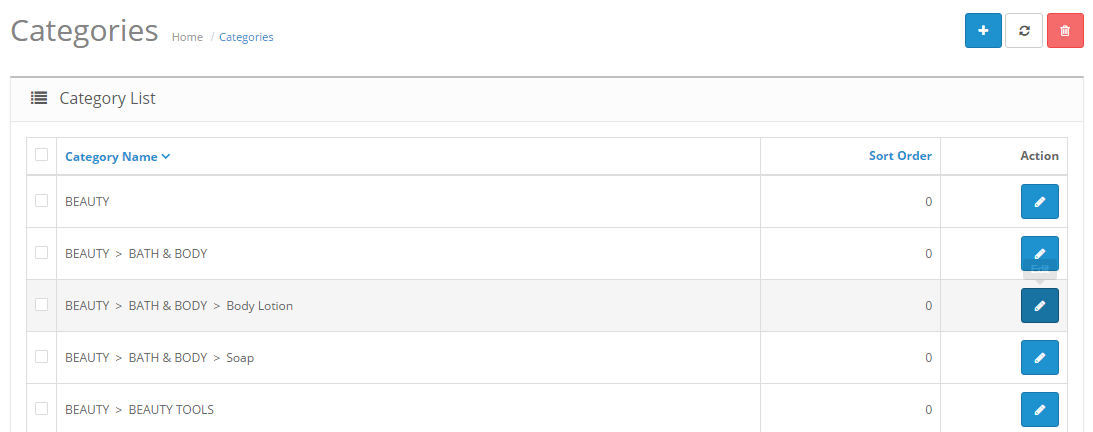 Categories Home / Categories
Category List
Category Name Sort Order Action
BEAUTY 0
BEAUTY > BATH & BODY 0
Edit
BEAUTY > BATH & BODY > Body Lotion 0
BEAUTY > BATH & BODY > Soap 0
BEAUTY > BEAUTY TOOLS 0